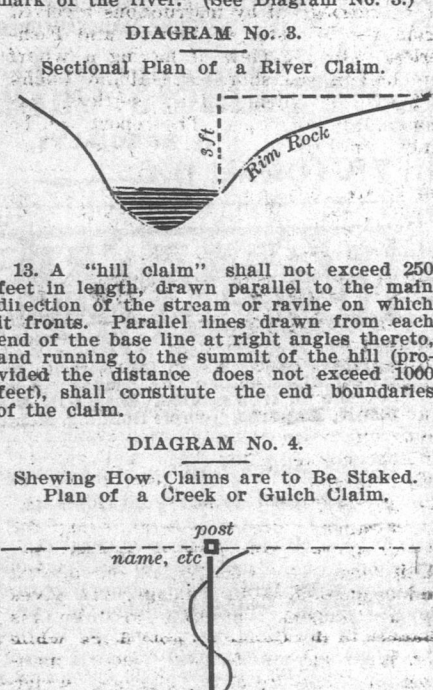 mark of the river. (See Diagram No. 3.)
DIAGRAM No. 3.
Sectional Plan of a River Claim.
3 ft
Rim Rock
13. A "hill claim" shall not exceed 250
feet in length, drawn parallel to the main
direction of the stream or ravine on which
it fronts. Parallel lines drawn from each
end of the base line at right angles thereto,
and running to the summit of the hill (pro-
vided the distance does not exceed 1000
feet), shall constitute the end boundaries
of the claim.
DIAGRAM No. 4.
Shewing How Claims are to Be Staked.
Plan of a Creek or Gulch Claim.
post
name, etc